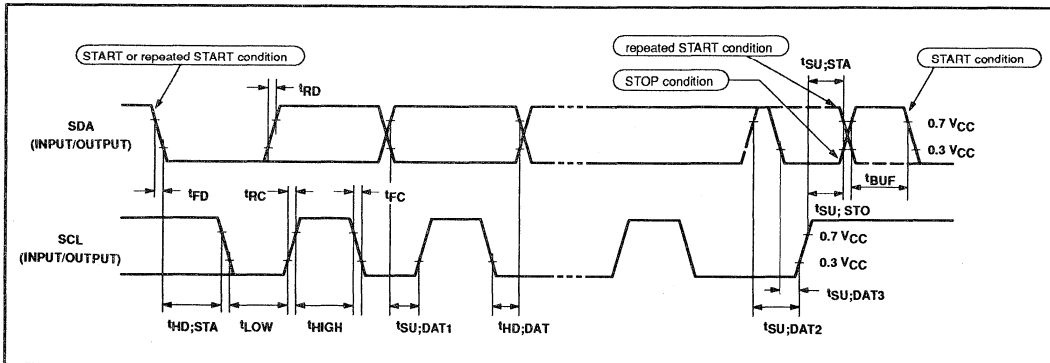 START or repeated START condition
repeated START condition
STOP condition
tSU;STA
START condition
tRD
SDA
(INPUT/OUTPUT)
0.7 VCC
0.3 VCC
tFD
tRC
tFC
tBUF
tSU; STO
SCL
(INPUT/OUTPUT)
0.7 VCC
0.3 VCC
tSU;DAT3
tHD;STA
tLOW
tHIGH
tSU;DAT1
tHD;DAT
tSU;DAT2